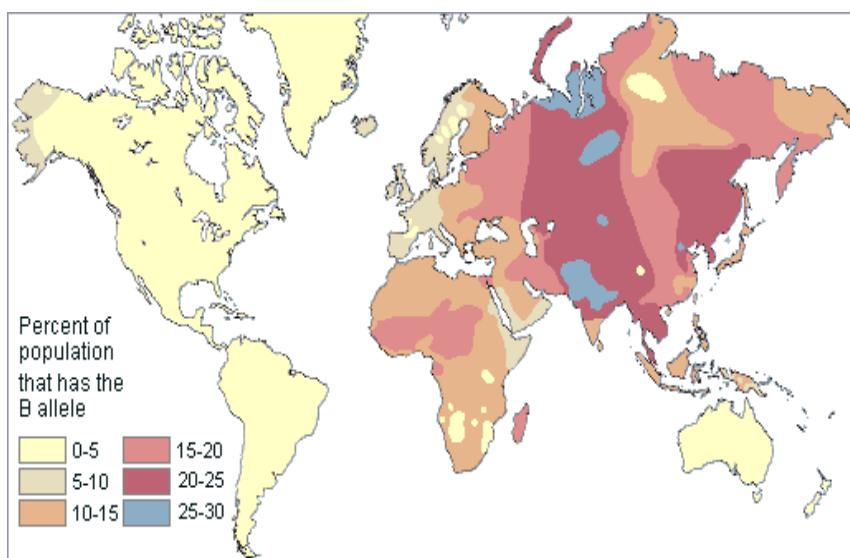 Percent of
population
that has the
B allele
0-5
5-10
10-15
15-20
20-25
25-30